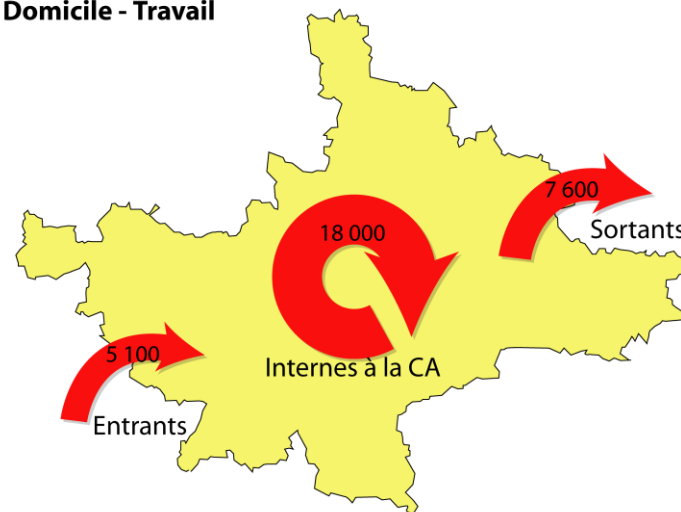 Domicile - Travail
7 600
Sortants
18 000
5 100
Internes à la CA
Entrants